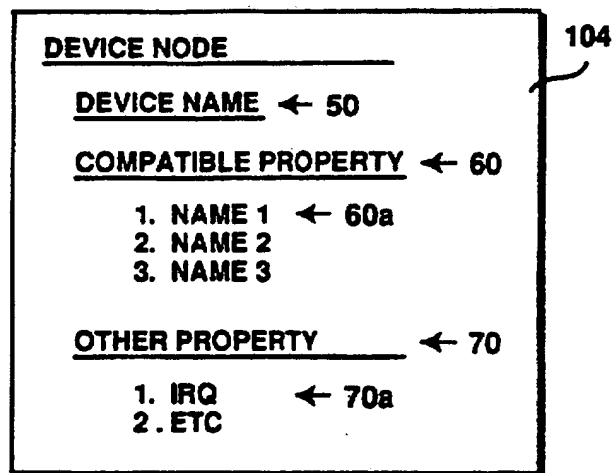 DEVICE NODE
104
DEVICE NAME ← 50
COMPATIBLE PROPERTY ← 60
1. NAME 1 ← 60a
2. NAME 2
3. NAME 3
OTHER PROPERTY ← 70
1. IRQ ← 70a
2. ETC